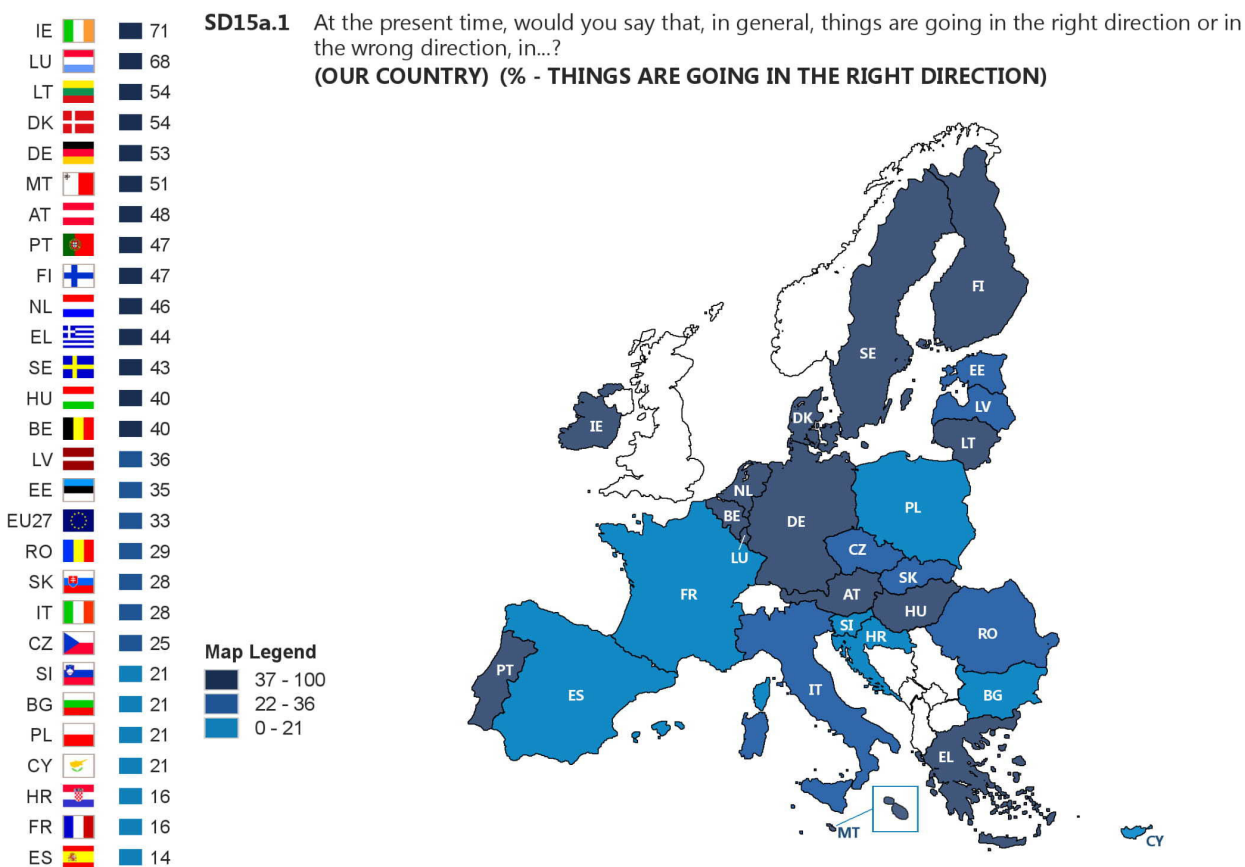 SD15a.1 At the present time, would you say that, in general, things are going in the right direction or in
the wrong direction, in...?
(OUR COUNTRY) (% - THINGS ARE GOING IN THE RIGHT DIRECTION)
IE 71
LU 68
LT 54
DK 54
DE 53
MT 51
AT 48
PT 47
FI 47
NL 46
EL 44
SE 43
HU 40
BE 40
LV 36
EE 35
EU27 33
RO 29
SK 28
IT 28
CZ 25
SI 21
BG 21
PL 21
CY 21
HR 16
FR 16
ES 14
Map Legend
37 - 100
22 - 36
0 - 21
FI
SE
EE
LV
DK
LT
IE
NL
PL
BE
DE
CZ
LU
SK
FR
AT
HU
SI
HR
RO
PT
ES
IT
BG
EL
MT
CY